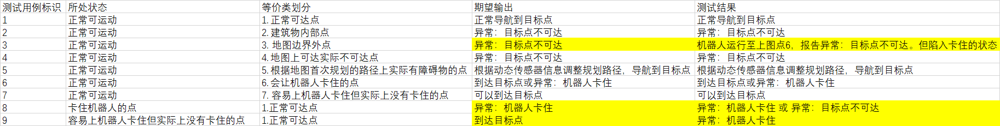 测试用例标识 所处状态 等价类划分 期望输出 测试结果
1 正常可运动 1.正常可达点 正常导航到目标点 正常导航到目标点
2 正常可运动 2.建筑物内部点 异常：目标点不可达 异常：目标点不可达
3 正常可运动 3. 地图边界外点 异常：目标点不可达 机器人运行至上图点6，报告异常：目标点不可达。但陷入卡住的状态
4 正常可运动 4.地图上可达实际不可达点 异常：目标点不可达 异常：目标点不可达
5 正常可运动 5.根据地图首次规划的路径上实际有障碍物的点 根据动态传感器信息调整规划路径，导航到目标点 根据动态传感器信息调整规划路径，导航到目标点
6 正常可运动 6.会让机器人卡住的点 到达目标点或异常：机器人卡住 到达目标点或异常：机器人卡住
7 正常可运动 7. 容易上机器人卡住但实际上没有卡住的点 可以到达目标点 可以到达目标点
8 卡住机器人的点 1.正常可达点 异常：机器人卡住 异常：机器人卡住 或 异常：目标点不可达
9 容易上机器人卡住但实际上没有卡住的点 1.正常可达点 到达目标点 异常：机器人卡住